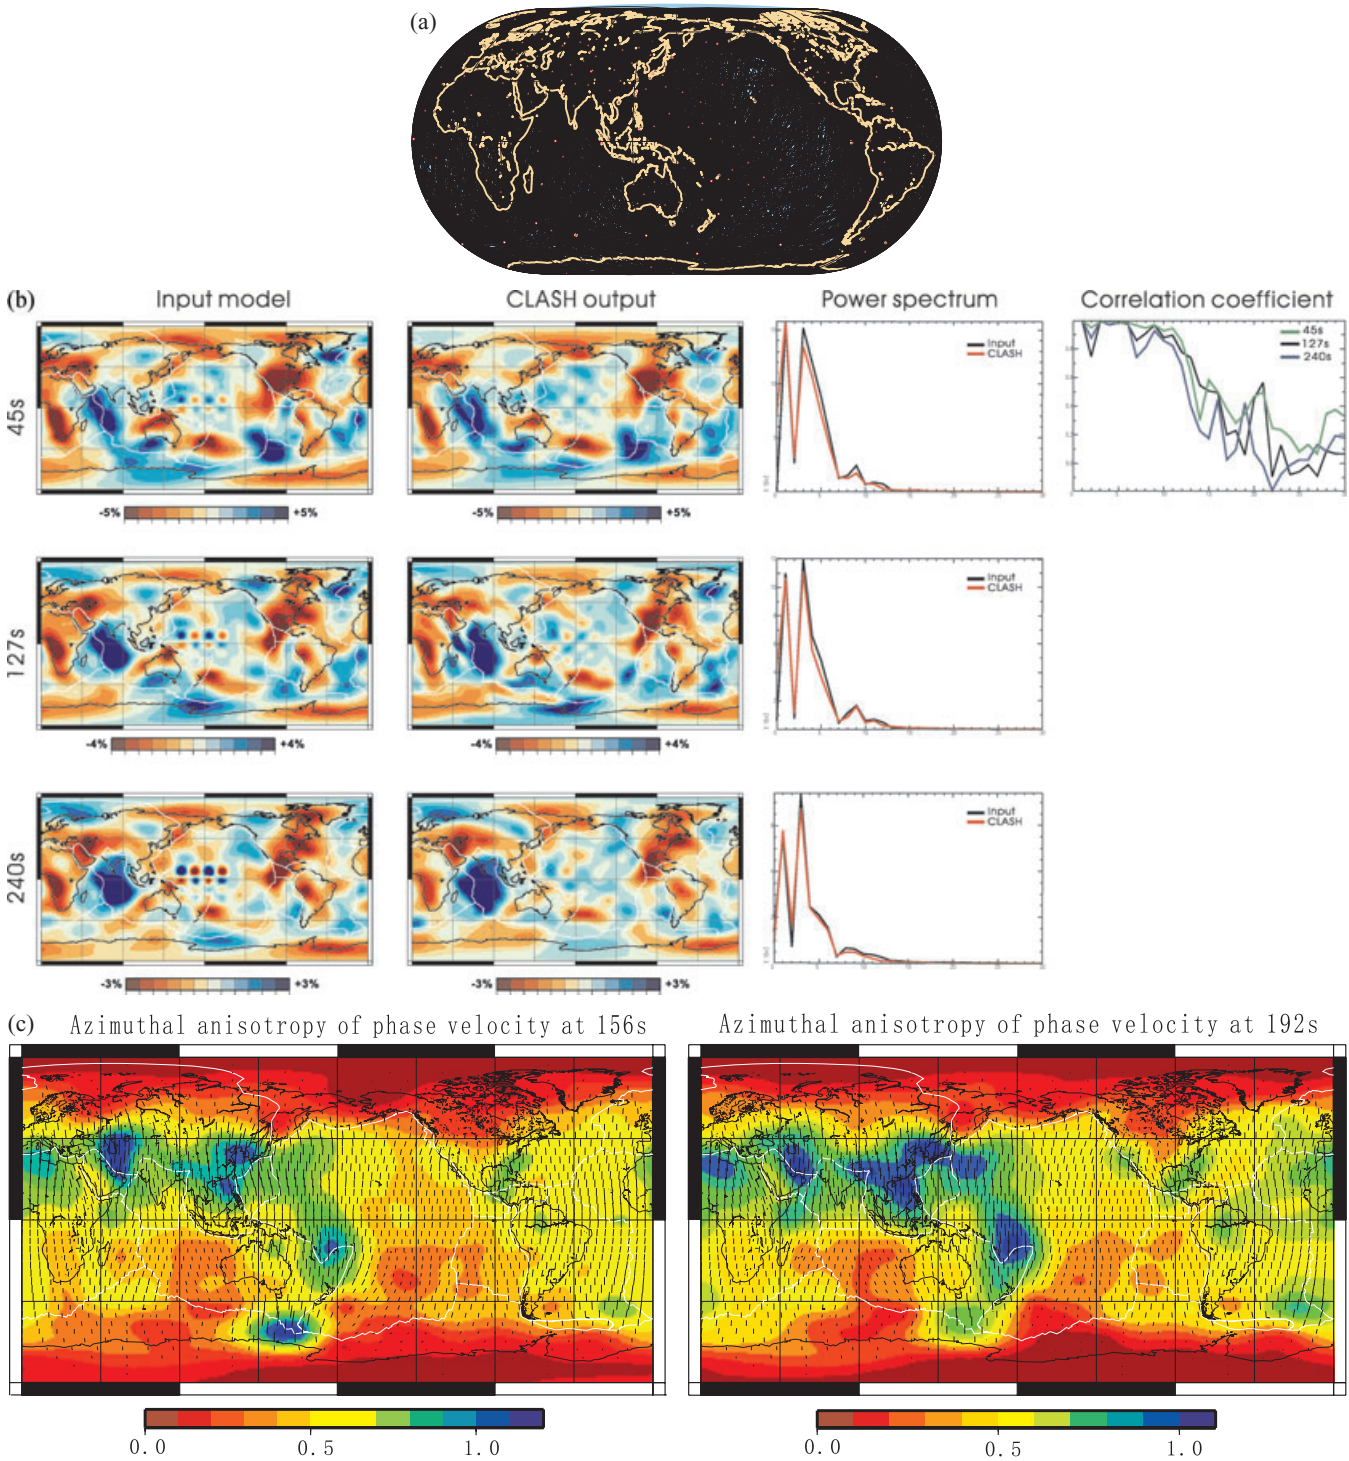 (a)
(b) Input model CLASH output Power spectrum Correlation coefficient
45s
Input
CLASH
45s
127s
240s
-5% +5% -5% +5%
127s
Input
CLASH
-4% +4% -4% +4%
240s
Input
CLASH
-3% +3% -3% +3%
(c) Azimuthal anisotropy of phase velocity at 156s Azimuthal anisotropy of phase velocity at 192s
0.0 0.5 1.0 0.0 0.5 1.0